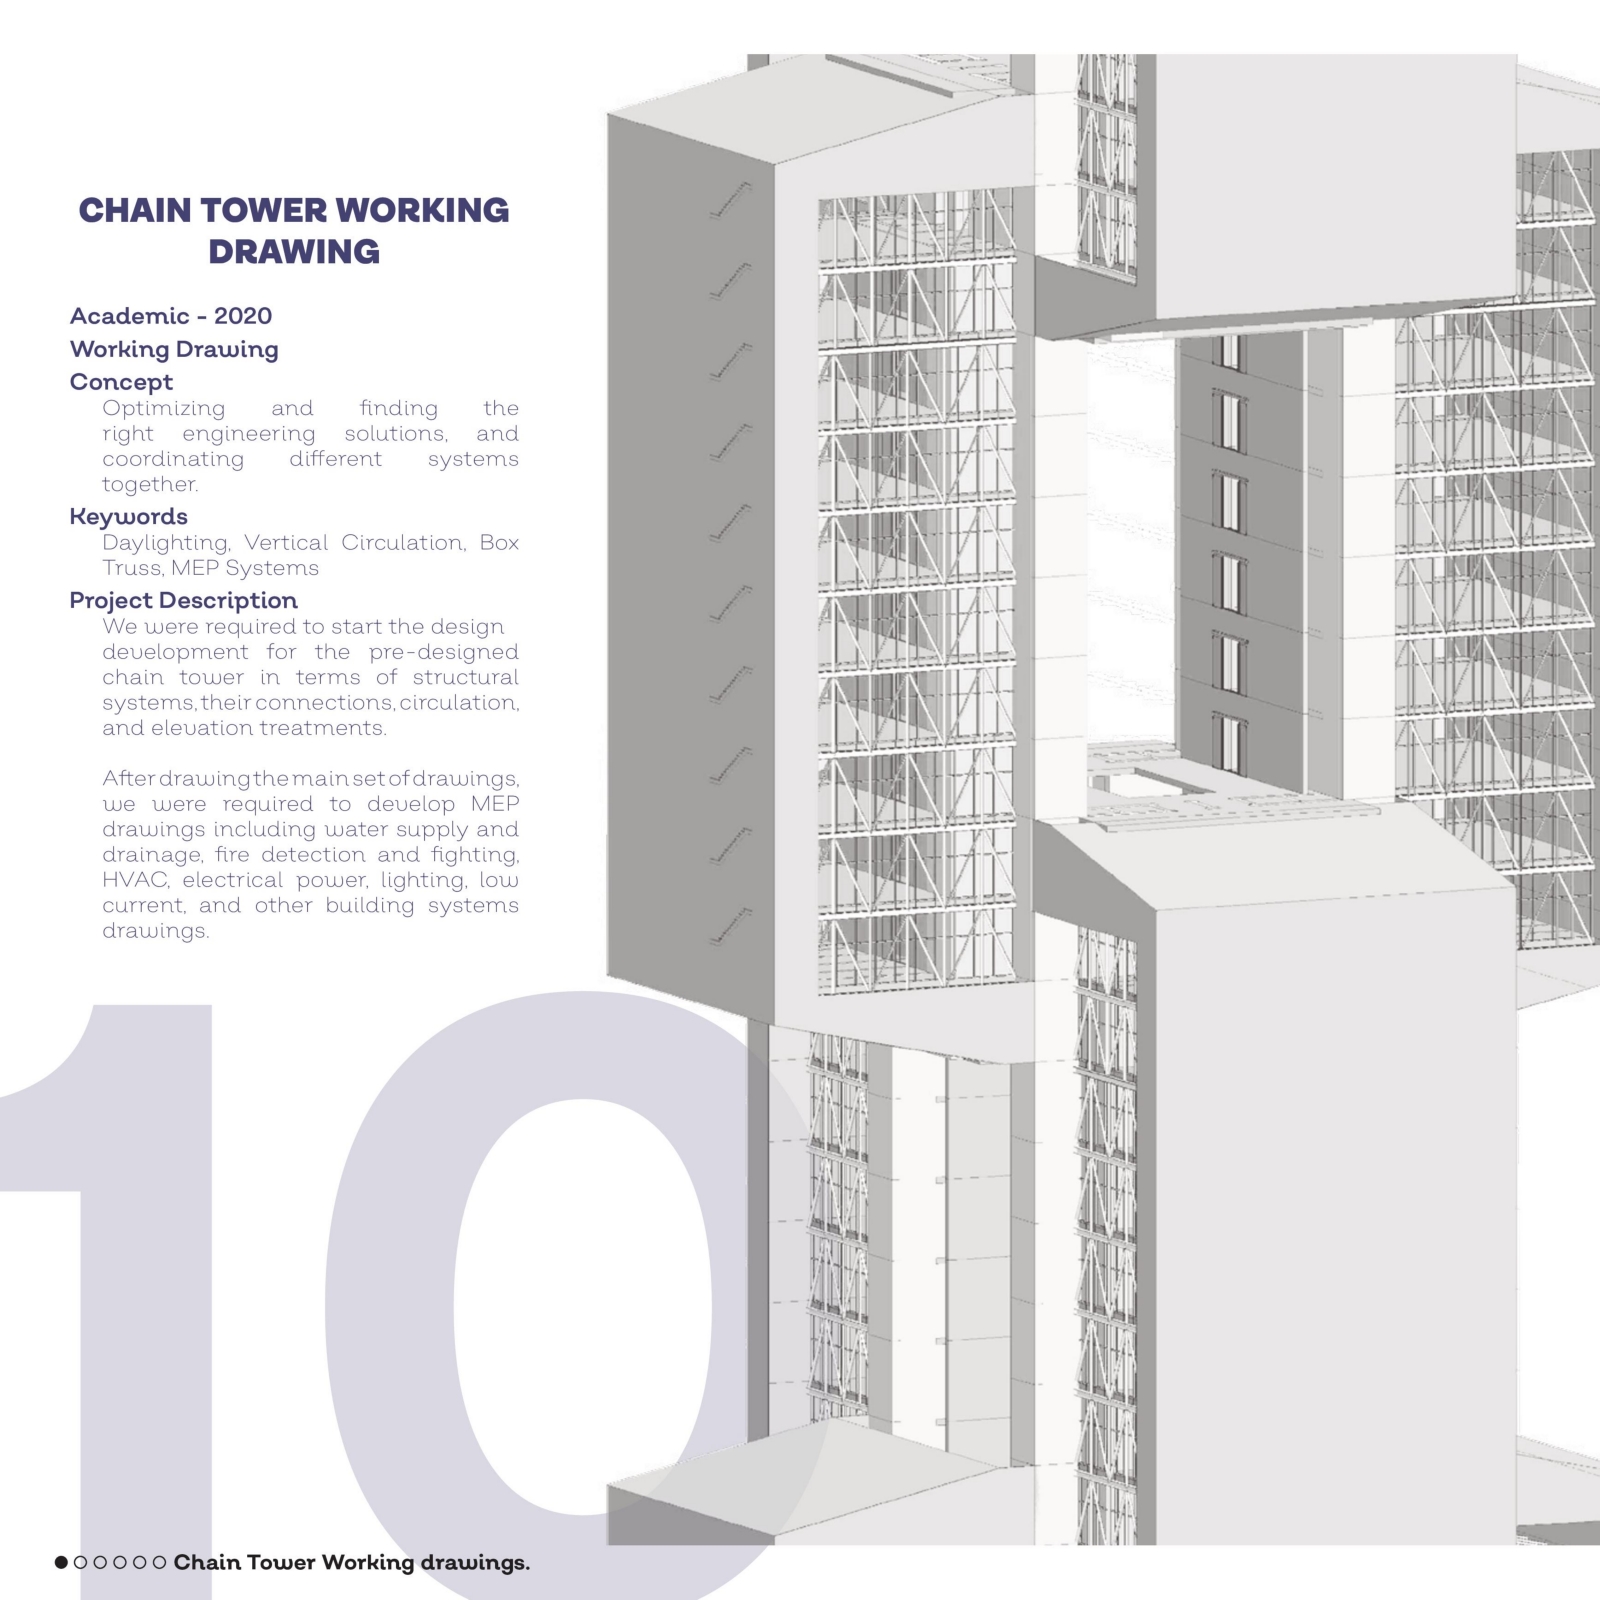 CHAIN TOWER WORKING
DRAWING
Academic - 2020
Working Drawing
Concept
Optimizing and finding the
right engineering solutions, and
coordinating different systems
together.
Keywords
Daylighting, Vertical Circulation, Box
Truss, MEP Systems
Project Description
We were required to start the design
development for the pre-designed
chain tower in terms of structural
systems, their connections, circulation,
and elevation treatments.
After drawing the main set of drawings,
we were required to develop MEP
drawings including water supply and
drainage, fire detection and fighting,
HVAC, electrical power, lighting, low
current, and other building systems
drawings.
10
Chain Tower Working drawings.